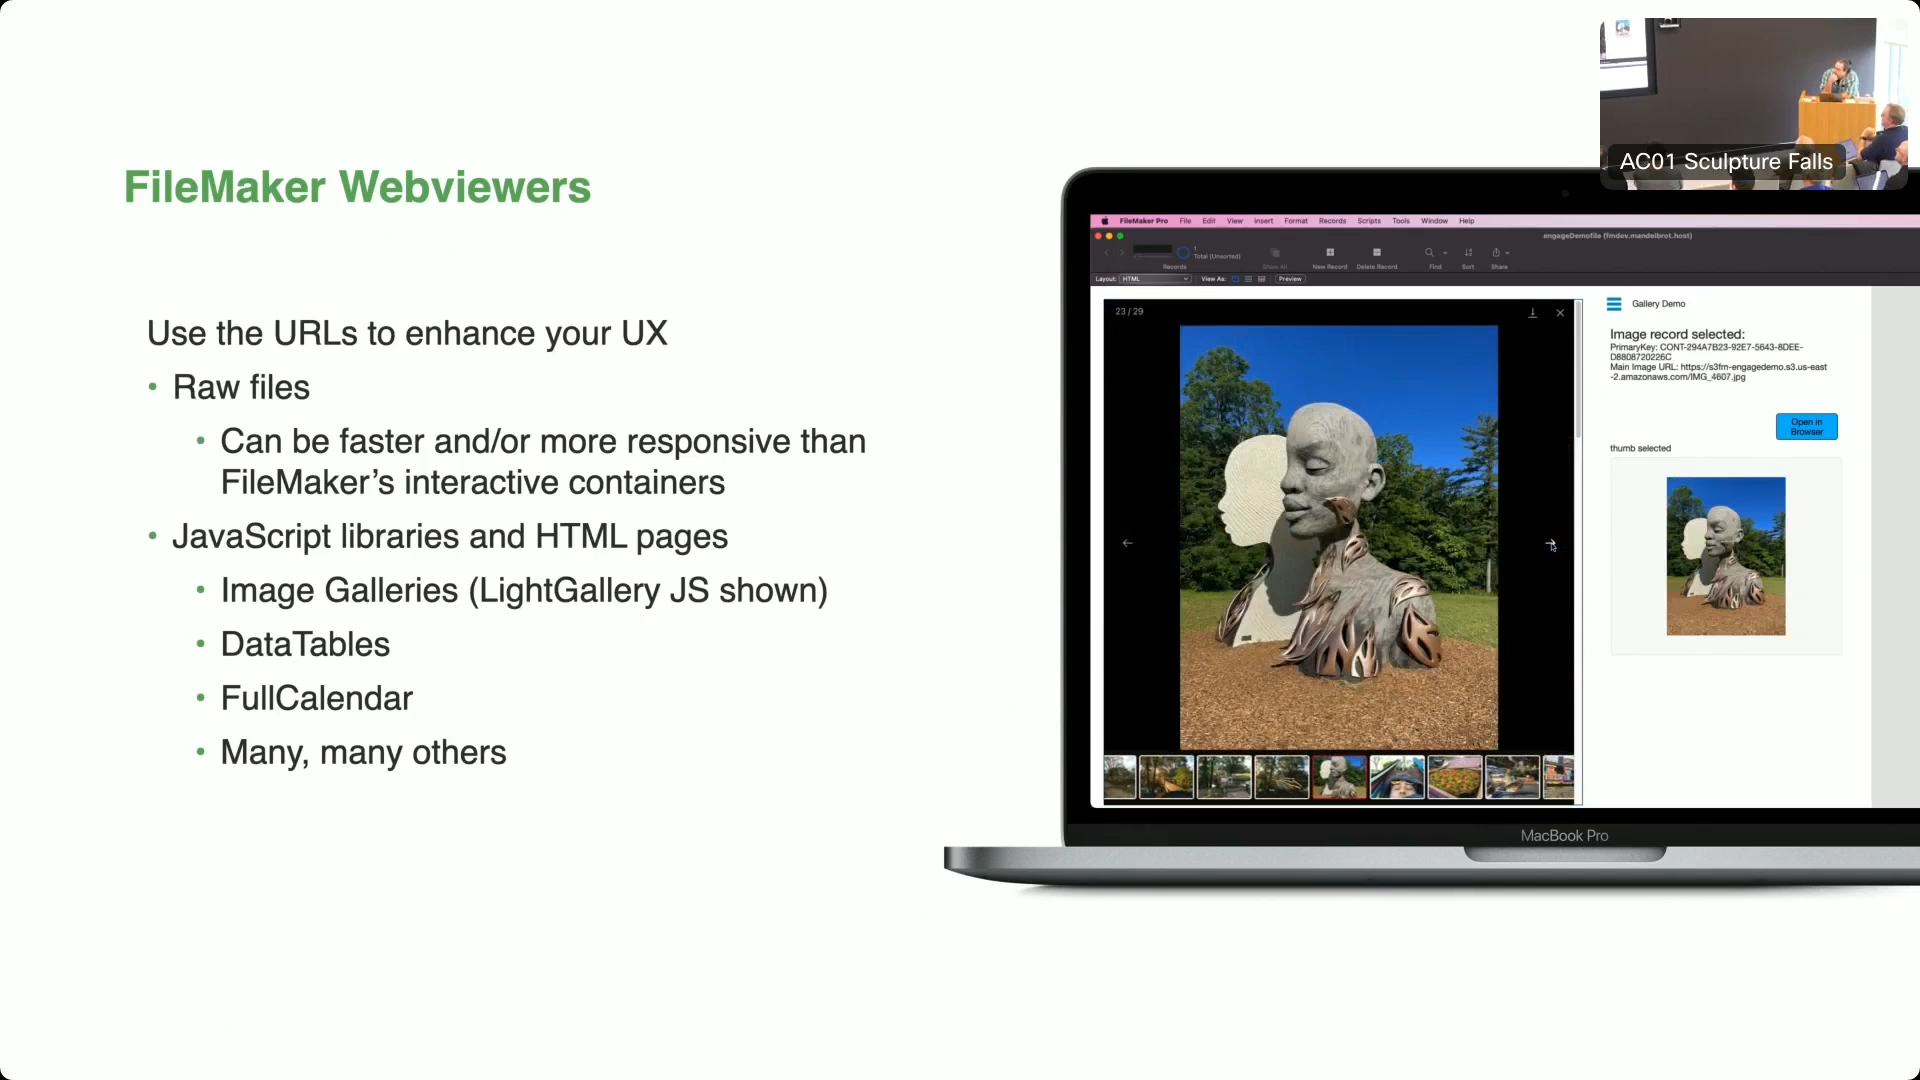 AC01 Sculpture Falls
FileMaker Webviewers
Use the URLs to enhance your UX
• Raw files
• Can be faster and/or more responsive than
FileMaker’s interactive containers
• JavaScript libraries and HTML pages
• Image Galleries (LightGallery JS shown)
• DataTables
• FullCalendar
• Many, many others
FileMaker Pro File Edit View Insert Format Records Scripts Tools Window Help
engageDemofile (fmdev.mandelbrot.host)
1
Total (Unsorted)
Records Show All New Record Delete Record Find Sort Share
Layout: HTML View As: Preview
23 / 29
Gallery Demo
Image record selected:
PrimaryKey: CONT-294A7B23-92E7-5643-8DEE-
D8808720226C
Main Image URL: https://s3fm-engagedemo.s3.us-east
-2.amazonaws.com/IMG_4607.jpg
Open in
Browser
thumb selected
MacBook Pro